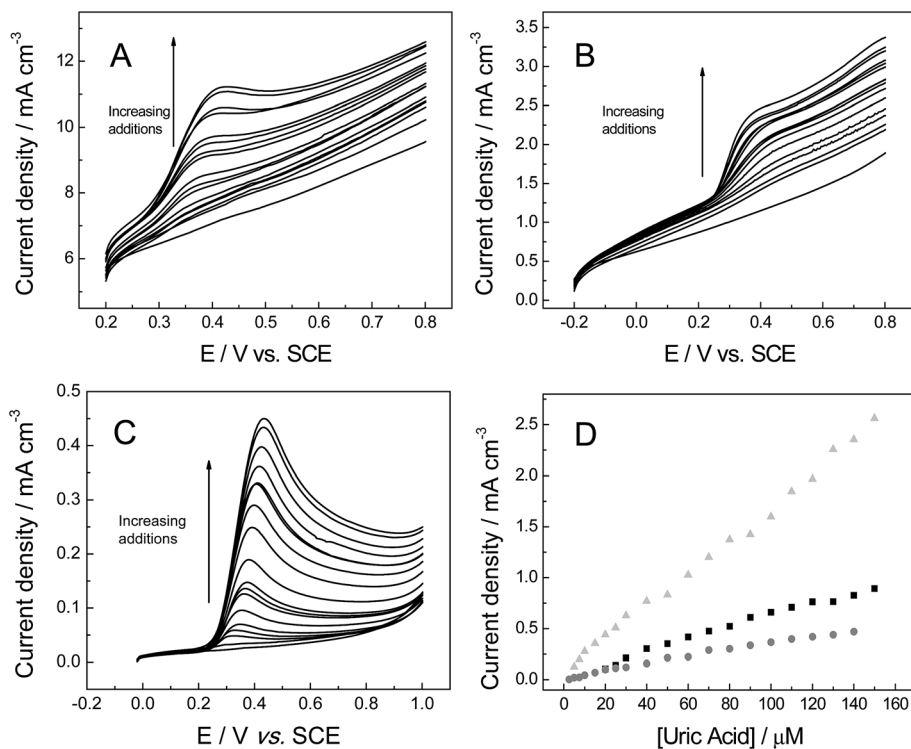 A
Increasing
additions
Current density / mA cm⁻³
12
10
8
6
0.2 0.3 0.4 0.5 0.6 0.7 0.8
E / V vs. SCE
B
Increasing
additions
Current density / mA cm⁻³
3.5
3.0
2.5
2.0
1.5
1.0
0.5
0.0
-0.2 0.0 0.2 0.4 0.6 0.8
E / V vs. SCE
C
Increasing
additions
Current density / mA cm⁻³
0.5
0.4
0.3
0.2
0.1
0.0
-0.2 0.0 0.2 0.4 0.6 0.8 1.0
E / V vs. SCE
D
Current density / mA cm⁻³
2.5
2.0
1.5
1.0
0.5
0.0
0 20 40 60 80 100 120 140 160
[Uric Acid] / μM